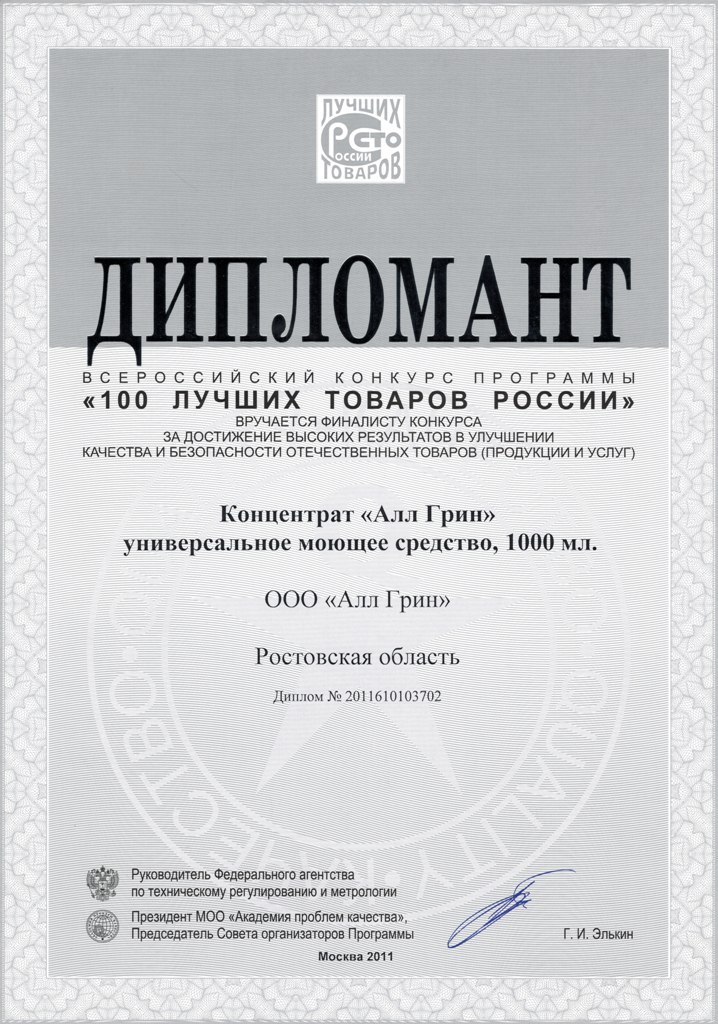 ЛУЧШИХ
РСТО
РОССИИ
ТОВАРОВ
ДИПЛОМАНТ
ВСЕРОССИЙСКИЙ КОНКУРС ПРОГРАММЫ
«100 ЛУЧШИХ ТОВАРОВ РОССИИ»
ВРУЧАЕТСЯ ФИНАЛИСТУ КОНКУРСА
ЗА ДОСТИЖЕНИЕ ВЫСОКИХ РЕЗУЛЬТАТОВ В УЛУЧШЕНИИ
КАЧЕСТВА И БЕЗОПАСНОСТИ ОТЕЧЕСТВЕННЫХ ТОВАРОВ (ПРОДУКЦИИ И УСЛУГ)
Концентрат «Алл Грин»
универсальное моющее средство, 1000 мл.
ООО «Алл Грин»
Ростовская область
Диплом № 2011610103702
КАЧЕСТВО • QUALITY
Руководитель Федерального агентства
по техническому регулированию и метрологии
Президент МОО «Академия проблем качества»,
Председатель Совета организаторов Программы
Г. И. Элькин
Москва 2011